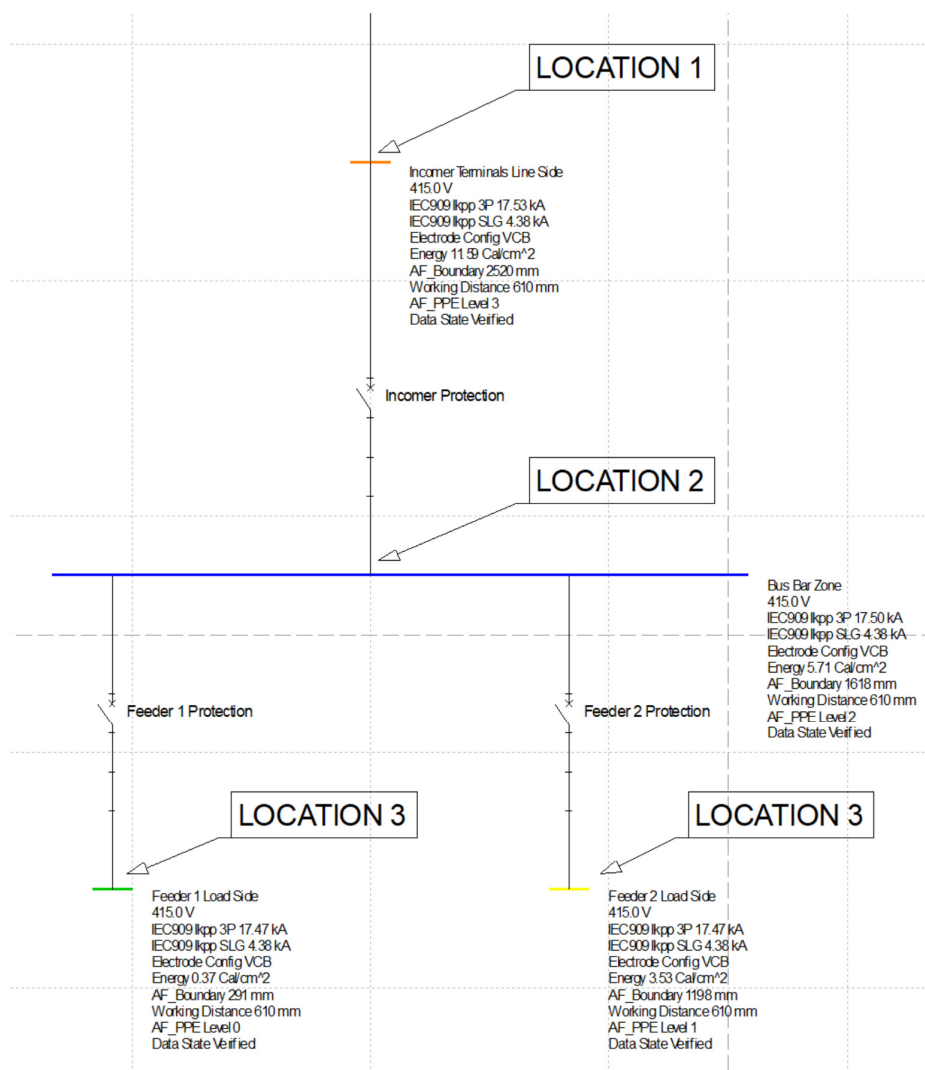 LOCATION 1
Incomer Terminals Line Side
415.0 V
IEC909 Ikpp 3P 17.53 kA
IEC909 Ikpp SLG 4.38 kA
Electrode Config VCB
Energy 11.59 Cal/cm^2
AF_Boundary 2520 mm
Working Distance 610 mm
AF_PPE Level 3
Data State Verified
Incomer Protection
LOCATION 2
Bus Bar Zone
415.0 V
IEC909 Ikpp 3P 17.50 kA
IEC909 Ikpp SLG 4.38 kA
Electrode Config VCB
Energy 5.71 Cal/cm^2
AF_Boundary 1618 mm
Working Distance 610 mm
AF_PPE Level 2
Data State Verified
Feeder 1 Protection
Feeder 2 Protection
LOCATION 3
LOCATION 3
Feeder 1 Load Side
415.0 V
IEC909 Ikpp 3P 17.47 kA
IEC909 Ikpp SLG 4.38 kA
Electrode Config VCB
Energy 0.37 Cal/cm^2
AF_Boundary 291 mm
Working Distance 610 mm
AF_PPE Level 0
Data State Verified
Feeder 2 Load Side
415.0 V
IEC909 Ikpp 3P 17.47 kA
IEC909 Ikpp SLG 4.38 kA
Electrode Config VCB
Energy 3.53 Cal/cm^2
AF_Boundary 1198 mm
Working Distance 610 mm
AF_PPE Level 1
Data State Verified